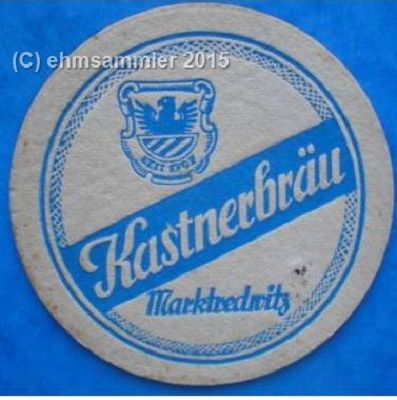 (C) ehmsammler 2015
Kastnerbräu
Marktredwitz